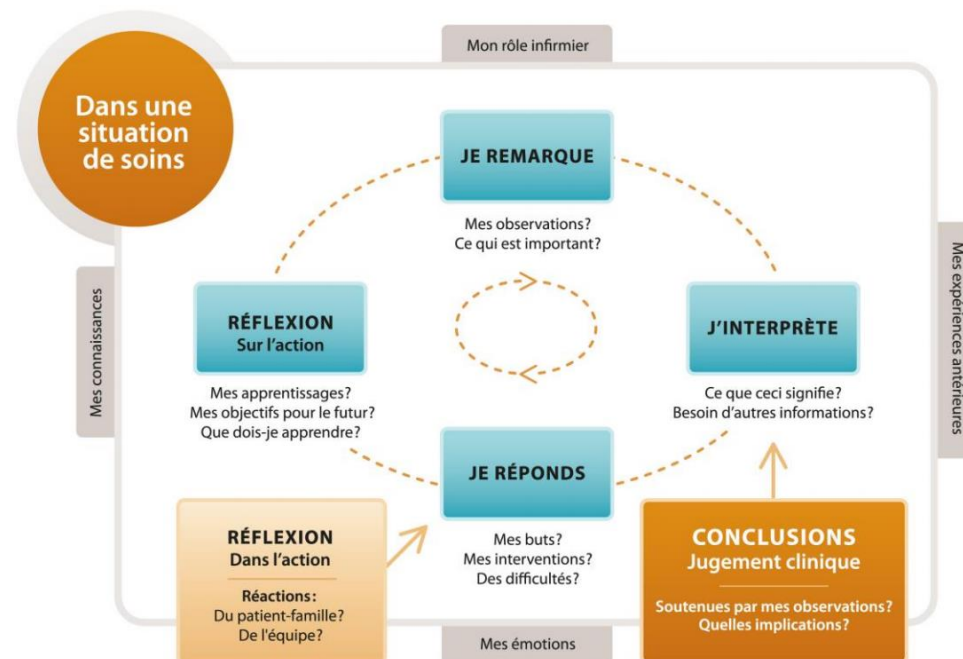 Mon rôle infirmier
Dans une
situation
de soins
JE REMARQUE
Mes observations?
Ce qui est important?
Mes connaissances
RÉFLEXION
Sur l'action
Mes apprentissages?
Mes objectifs pour le futur?
Que dois-je apprendre?
J'INTERPRÈTE
Ce que ceci signifie?
Besoin d'autres informations?
Mes expériences antérieures
JE RÉPONDS
Mes buts?
Mes interventions?
Des difficultés?
RÉFLEXION
Dans l'action
Réactions:
Du patient-famille?
De l'équipe?
CONCLUSIONS
Jugement clinique
Soutenues par mes observations?
Quelles implications?
Mes émotions